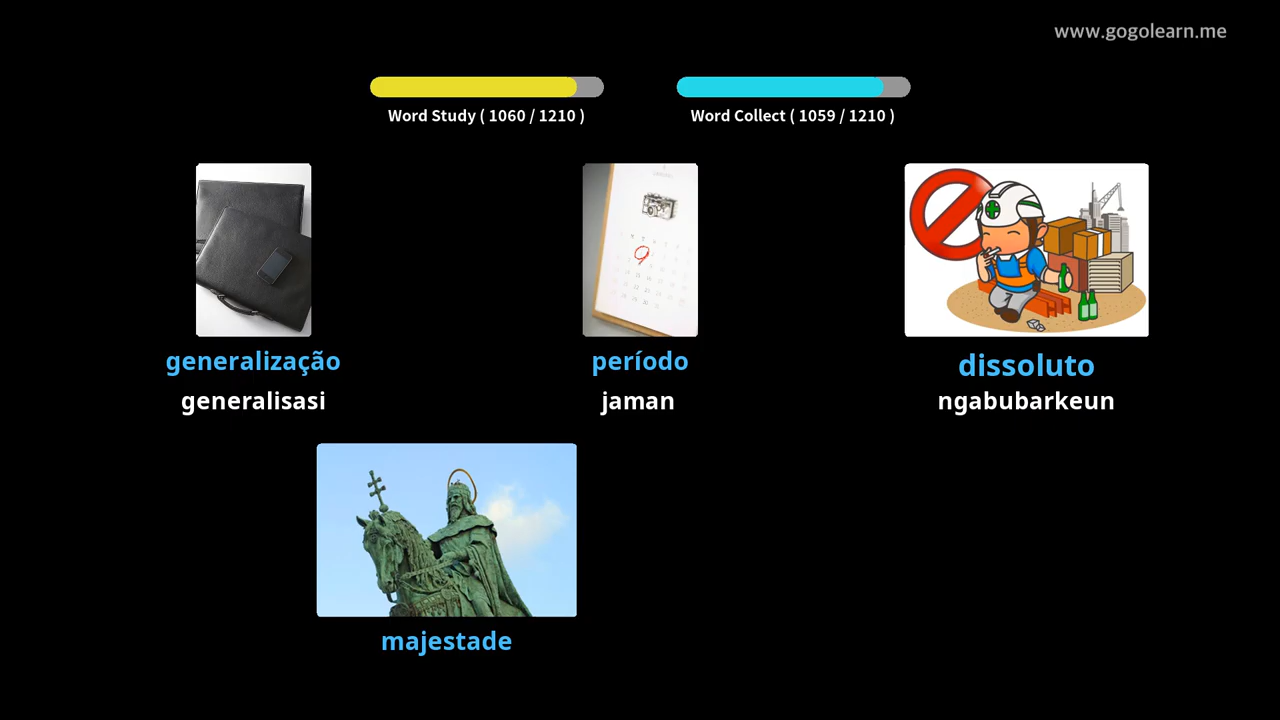 www.gogolearn.me
Word Study ( 1060 / 1210 )
Word Collect ( 1059 / 1210 )
generalização
período
dissoluto
generalisasi
jaman
ngabubarkeun
majestade